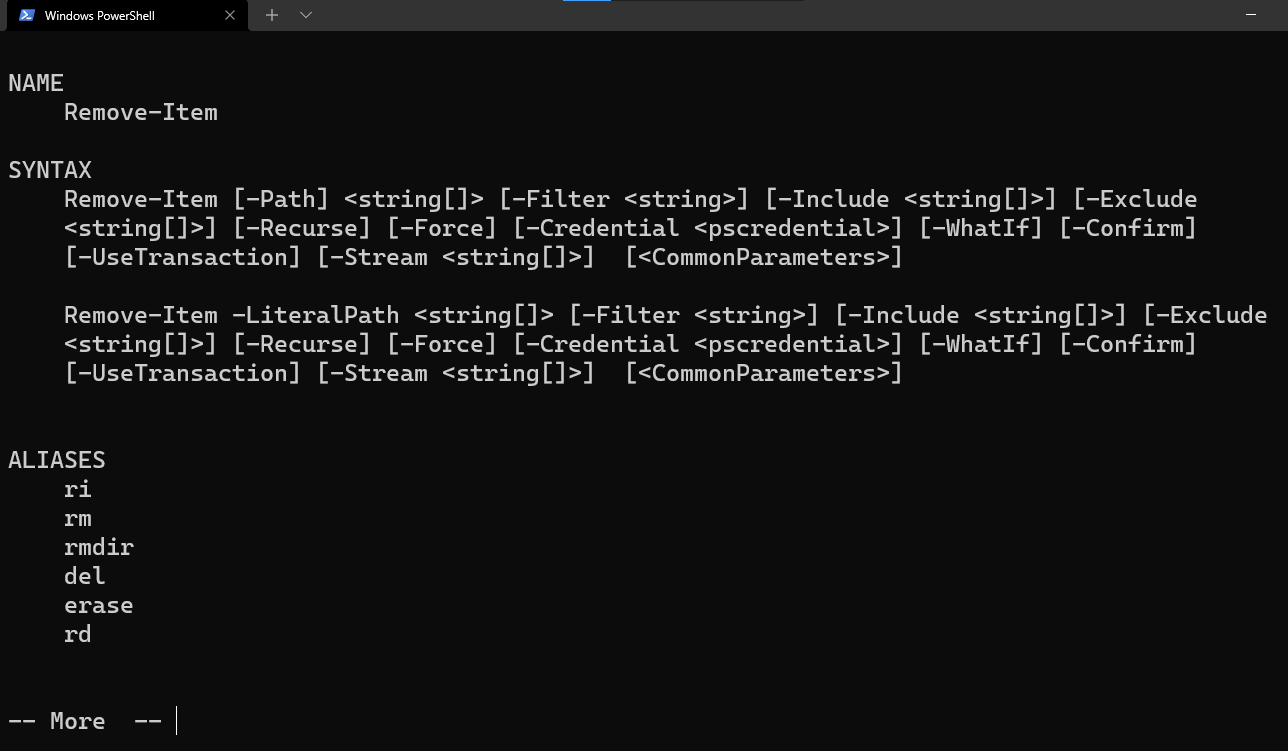 Windows PowerShell
NAME
Remove-Item
SYNTAX
Remove-Item [-Path] <string[]> [-Filter <string>] [-Include <string[]>] [-Exclude
<string[]>] [-Recurse] [-Force] [-Credential <pscredential>] [-WhatIf] [-Confirm]
[-UseTransaction] [-Stream <string[]>]  [<CommonParameters>]
Remove-Item -LiteralPath <string[]> [-Filter <string>] [-Include <string[]>] [-Exclude
<string[]>] [-Recurse] [-Force] [-Credential <pscredential>] [-WhatIf] [-Confirm]
[-UseTransaction] [-Stream <string[]>]  [<CommonParameters>]
ALIASES
ri
rm
rmdir
del
erase
rd
-- More  --